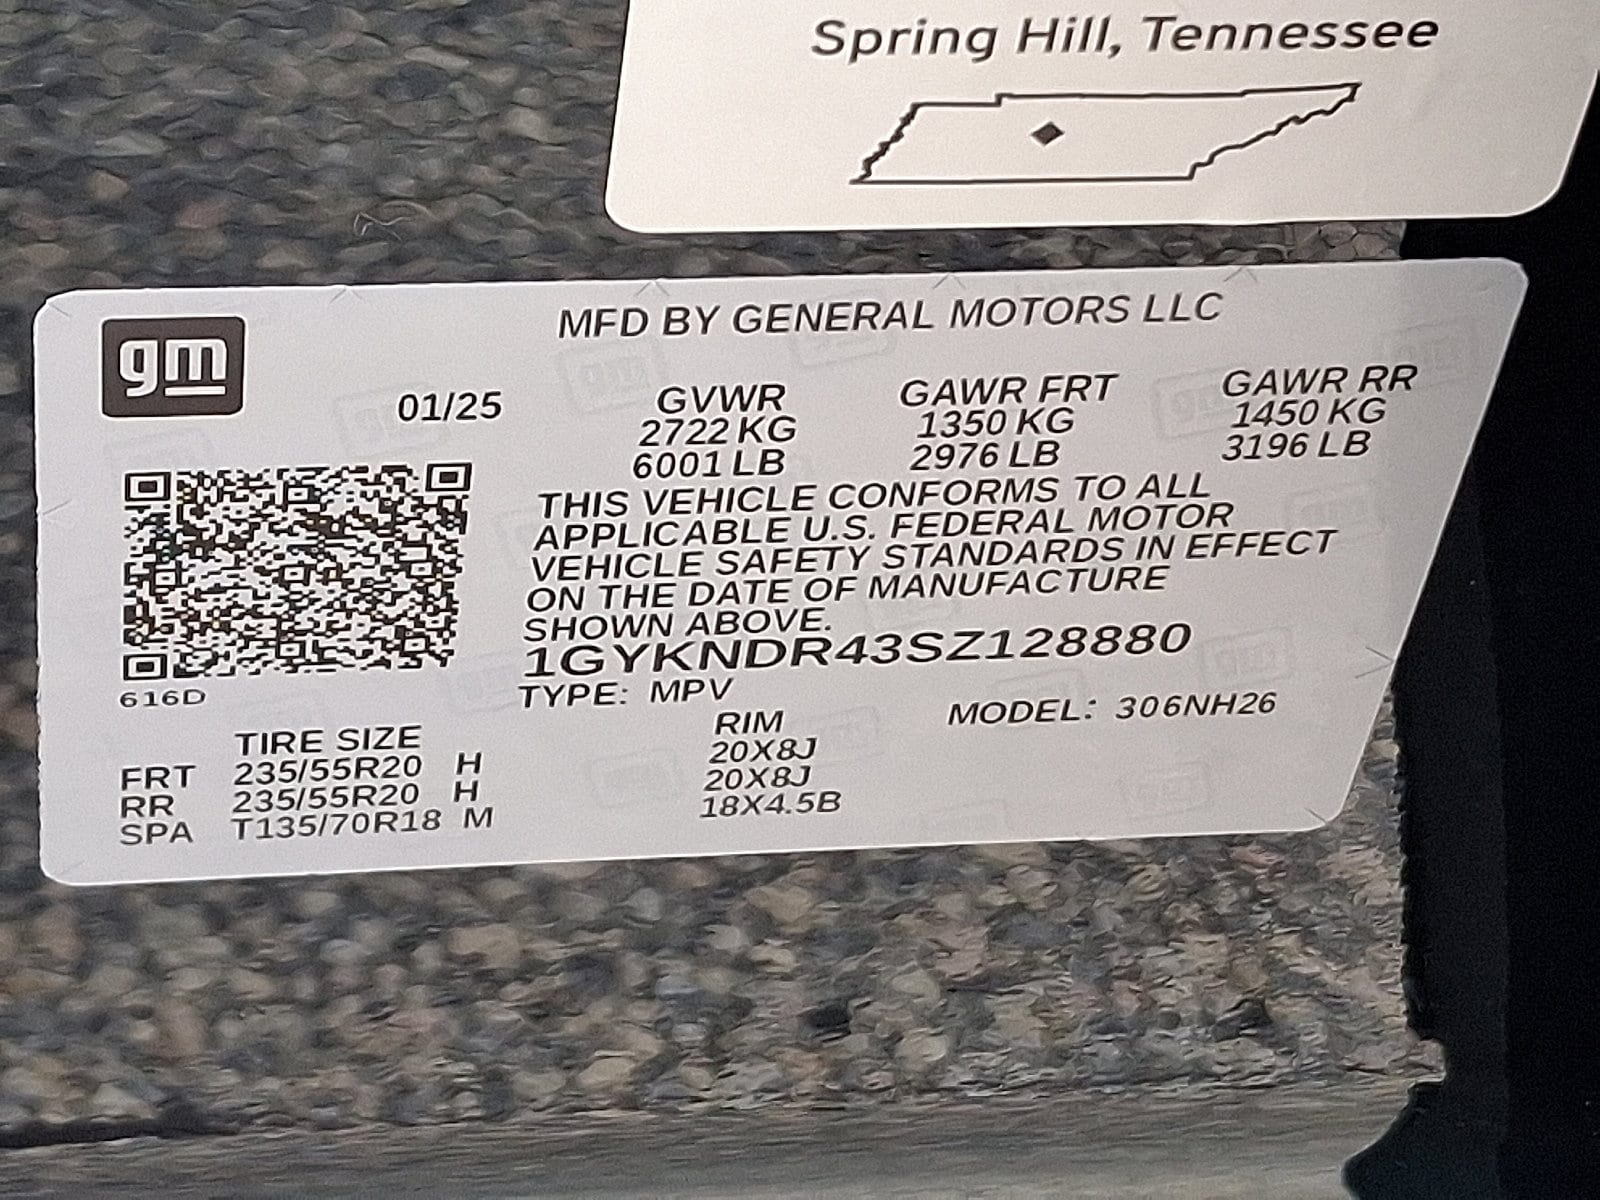 Spring Hill, Tennessee
gm
MFD BY GENERAL MOTORS LLC
01/25 GVWR GAWR FRT GAWR RR
2722 KG 1350 KG 1450 KG
6001 LB 2976 LB 3196 LB
THIS VEHICLE CONFORMS TO ALL
APPLICABLE U.S. FEDERAL MOTOR
VEHICLE SAFETY STANDARDS IN EFFECT
ON THE DATE OF MANUFACTURE
SHOWN ABOVE.
1GYKNDR43SZ128880
616D
TYPE: MPV MODEL: 306NH26
TIRE SIZE RIM
FRT 235/55R20 H 20X8J
RR 235/55R20 H 20X8J
SPA T135/70R18 M 18X4.5B